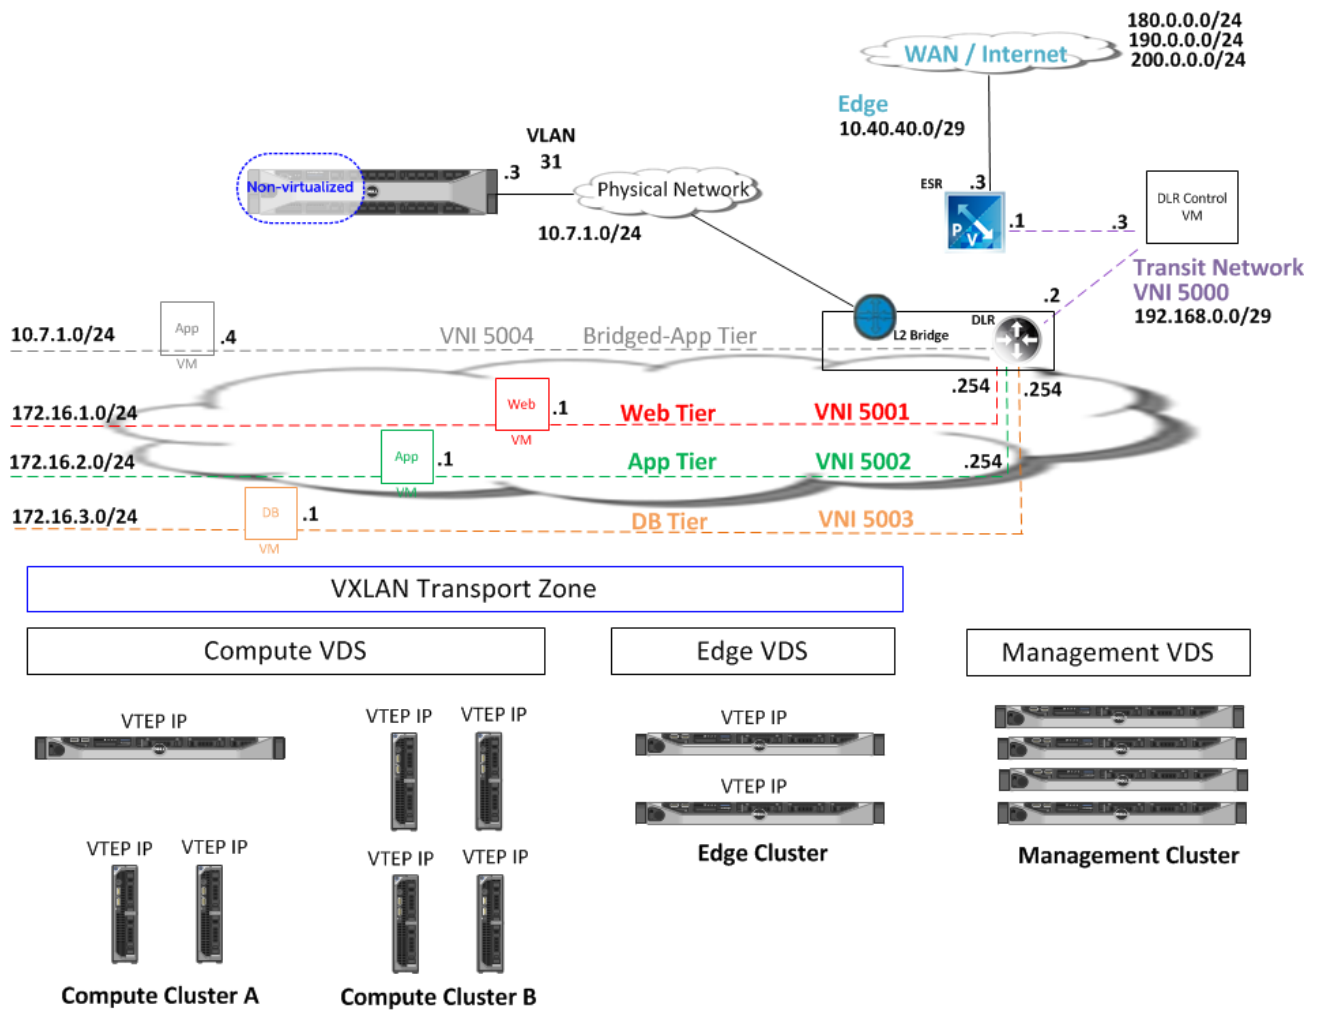 180.0.0.0/24
190.0.0.0/24
200.0.0.0/24
WAN / Internet
Edge
10.40.40.0/29
VLAN
31
.3
Non-virtualized
Physical Network
10.7.1.0/24
ESR
.3
P
V
.1
.3
DLR Control
VM
Transit Network
VNI 5000
192.168.0.0/29
.2
DLR
L2 Bridge
10.7.1.0/24
App
VM
.4
VNI 5004
Bridged-App Tier
.254
.254
172.16.1.0/24
Web
VM
.1
Web Tier
VNI 5001
172.16.2.0/24
App
VM
.1
App Tier
VNI 5002
.254
172.16.3.0/24
DB
VM
.1
DB Tier
VNI 5003
VXLAN Transport Zone
Compute VDS
Edge VDS
Management VDS
VTEP IP
VTEP IP
VTEP IP
VTEP IP
VTEP IP
VTEP IP
VTEP IP
VTEP IP
VTEP IP
Edge Cluster
Management Cluster
Compute Cluster A
Compute Cluster B